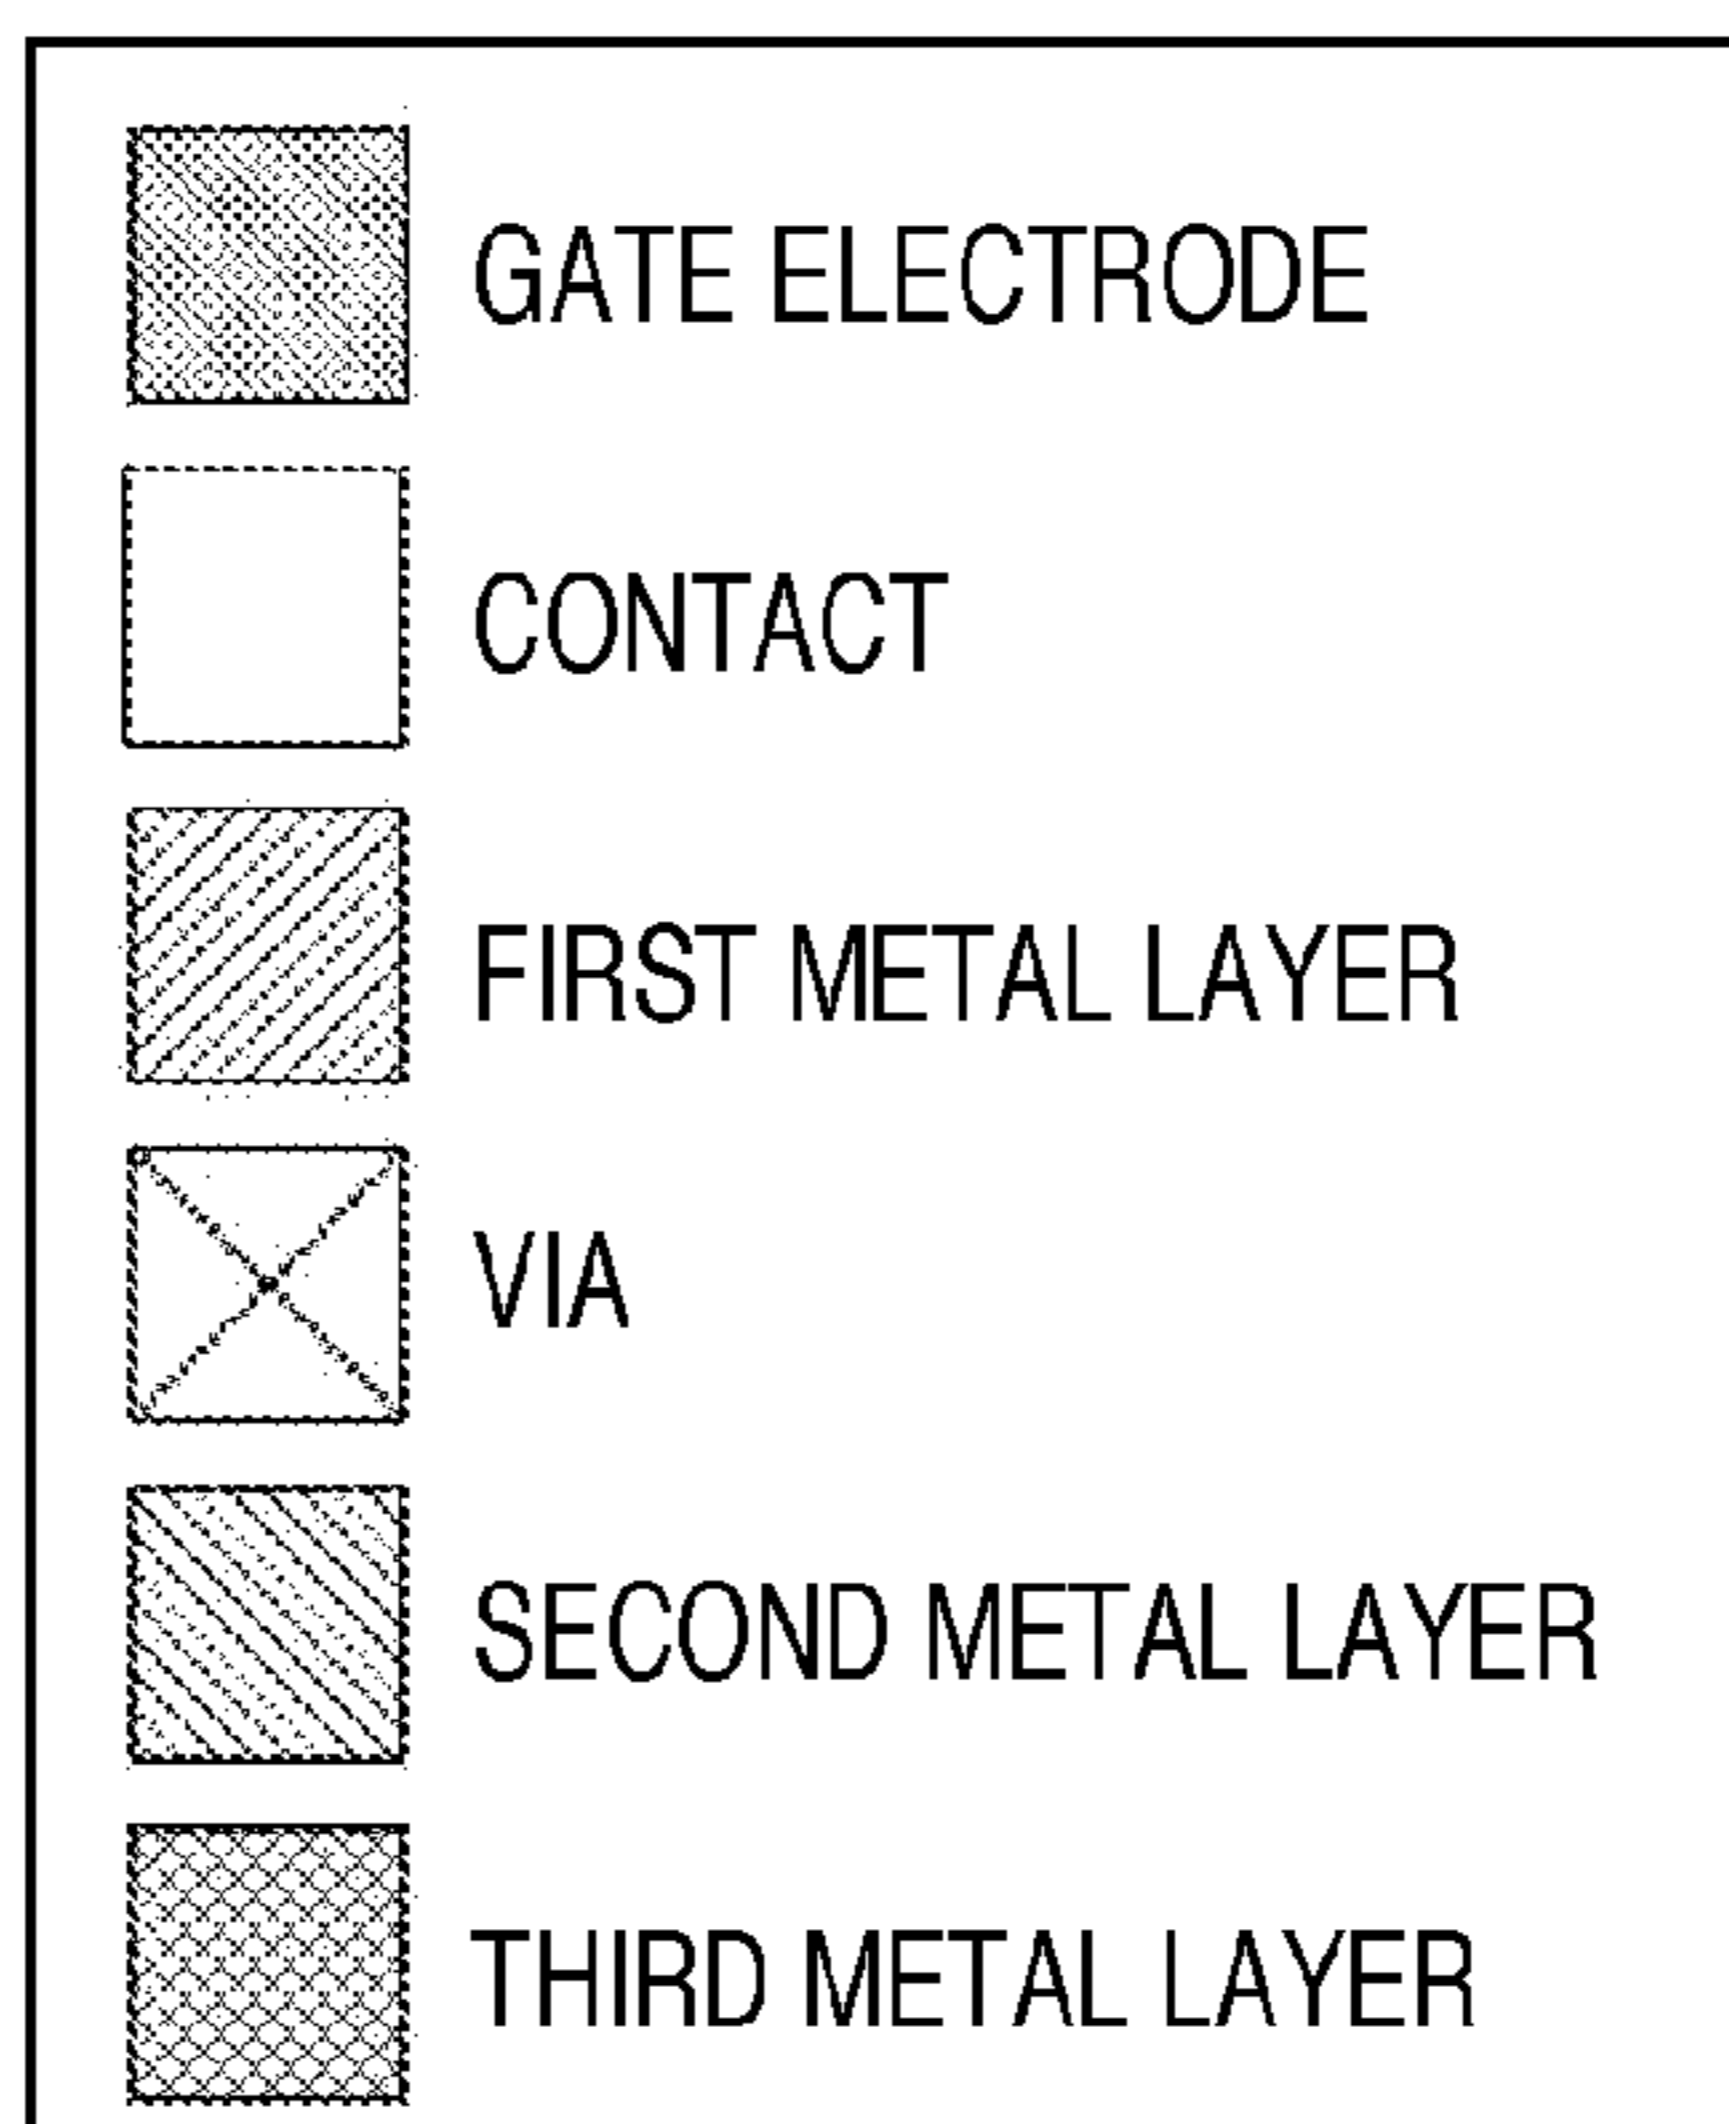 GATE ELECTRODE
CONTACT
FIRST METAL LAYER
VIA
SECOND METAL LAYER
THIRD METAL LAYER